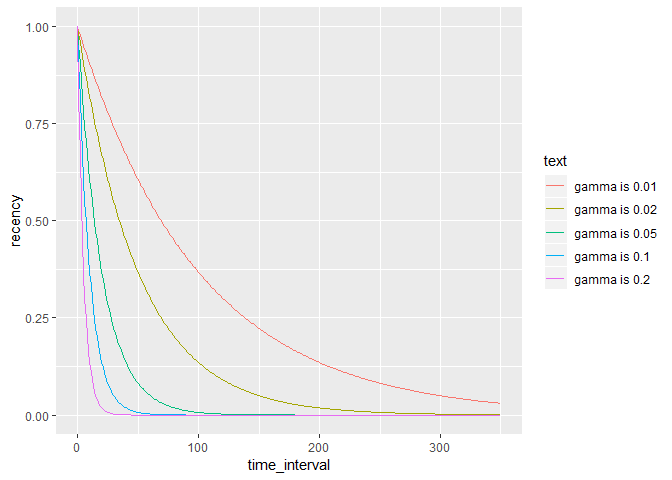 1.00
0.75
0.50
0.25
0.00
recency
0
100
200
300
time_interval
text
gamma is 0.01
gamma is 0.02
gamma is 0.05
gamma is 0.1
gamma is 0.2